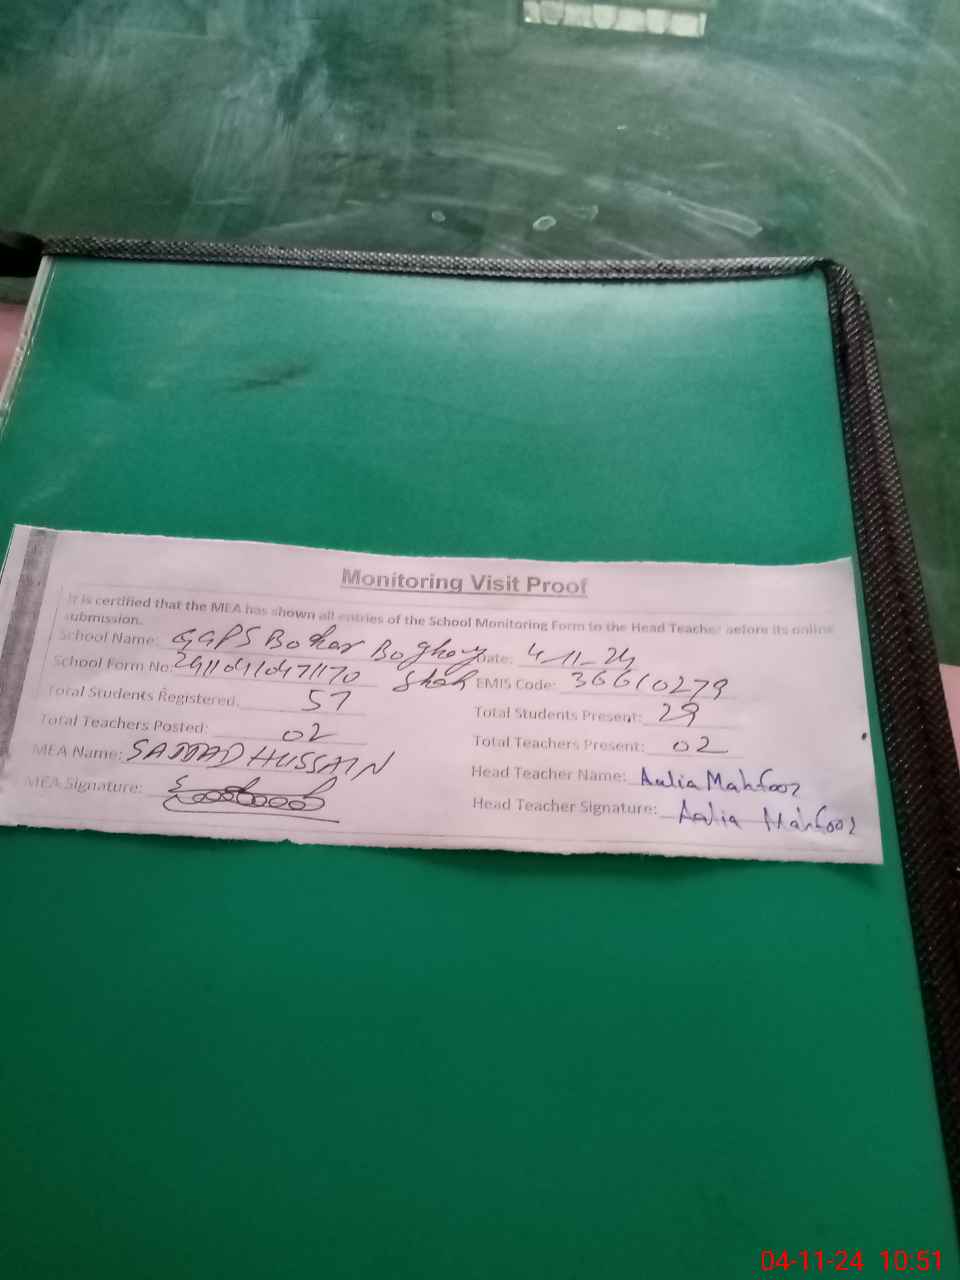 Monitoring Visit Proof
It is certified that the MEA has shown all entries of the School Monitoring Form to the Head Teacher before its online
submission.
School Name: GGPS Bokar Boghay Shah Date: 4-11-24
School Form No: EMIS Code: 36610279
Total Students Registered: 57 Total Students Present: 29
Total Teachers Posted: 02 Total Teachers Present: 02
MEA Name: SAJJAD HUSSAIN Head Teacher Name: Aalia Mahfooz
MEA Signature: Head Teacher Signature: Aalia Mahfooz
04-11-24 10:51